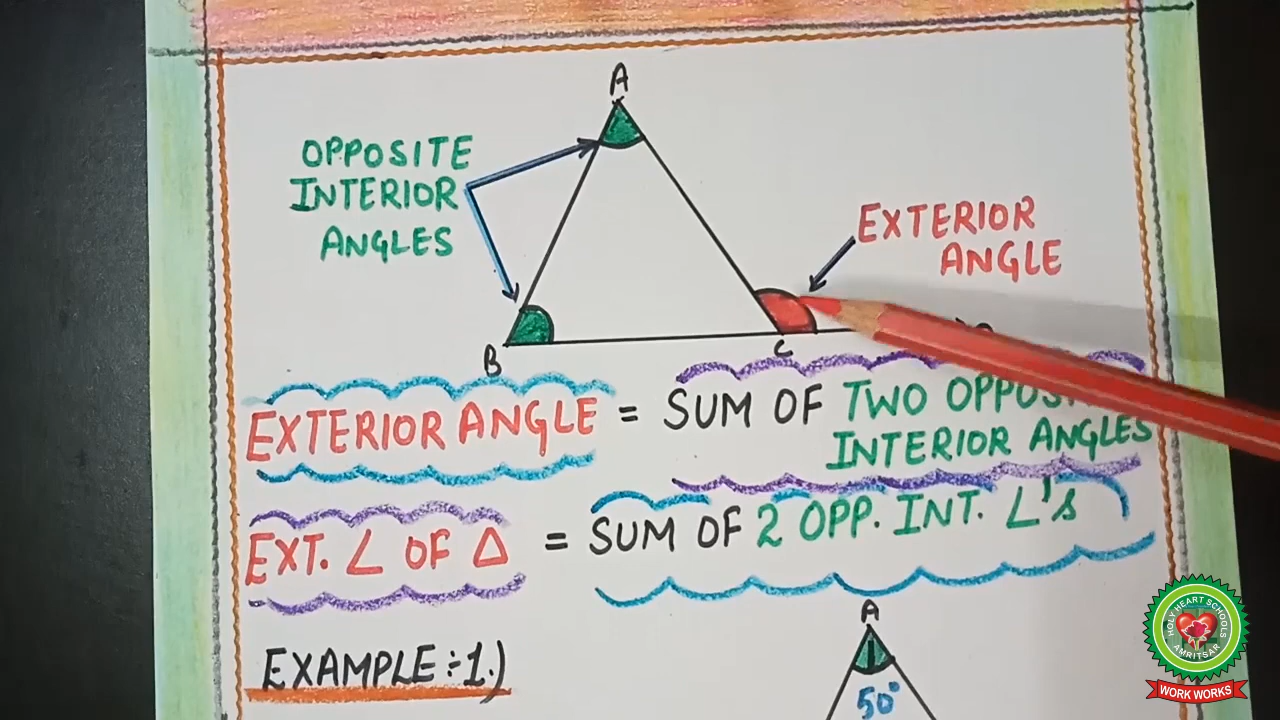 A
OPPOSITE
INTERIOR
ANGLES
EXTERIOR
ANGLE
B
C
EXTERIOR ANGLE = SUM OF TWO
INTERIOR ANGLES
EXT. ∠ OF △ = SUM OF 2 OPP. INT. ∠'s
EXAMPLE:-1.)
A
50°
HOLY HEART SCHOOLS
AMRITSAR
WORK WORKS